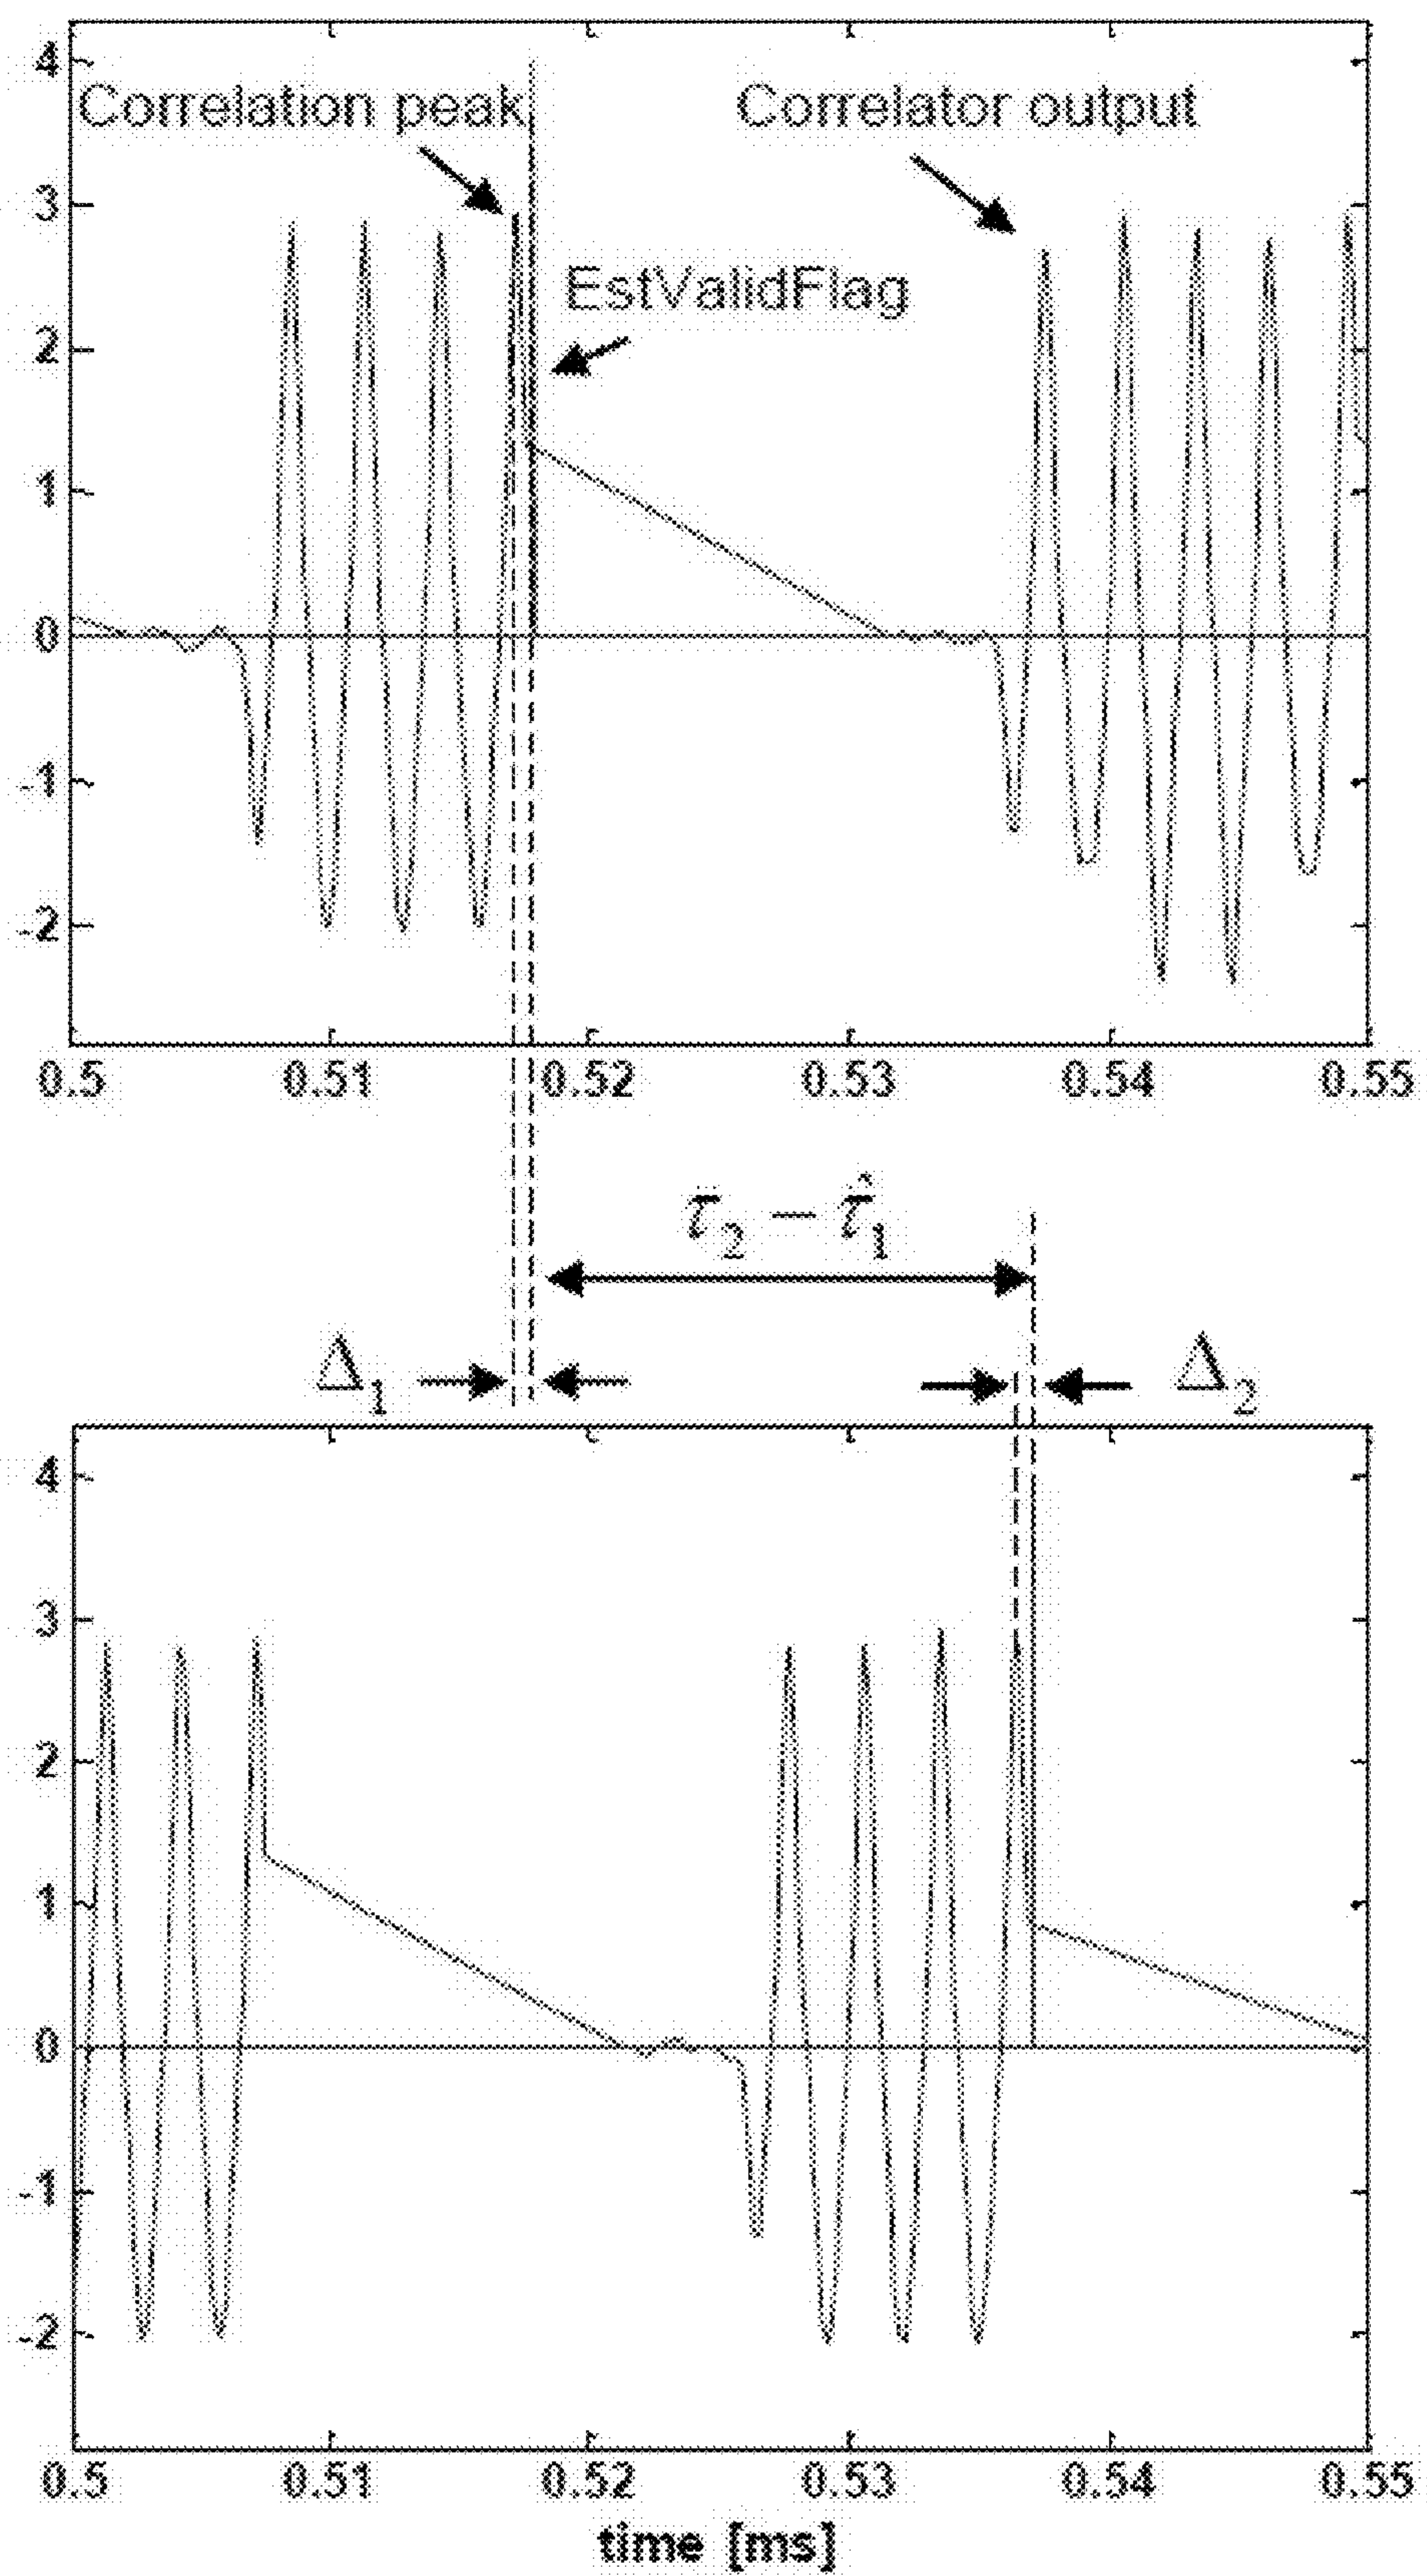 4
Correlation peak
Correlator output
3
EstValidFlag
2
1
0
-1
-2
0.5 0.51 0.52 0.53 0.54 0.55
τ̄₂ − τ̄̂₁
Δ₁ Δ₂
4
3
2
1
0
-1
-2
0.5 0.51 0.52 0.53 0.54 0.55
time [ms]